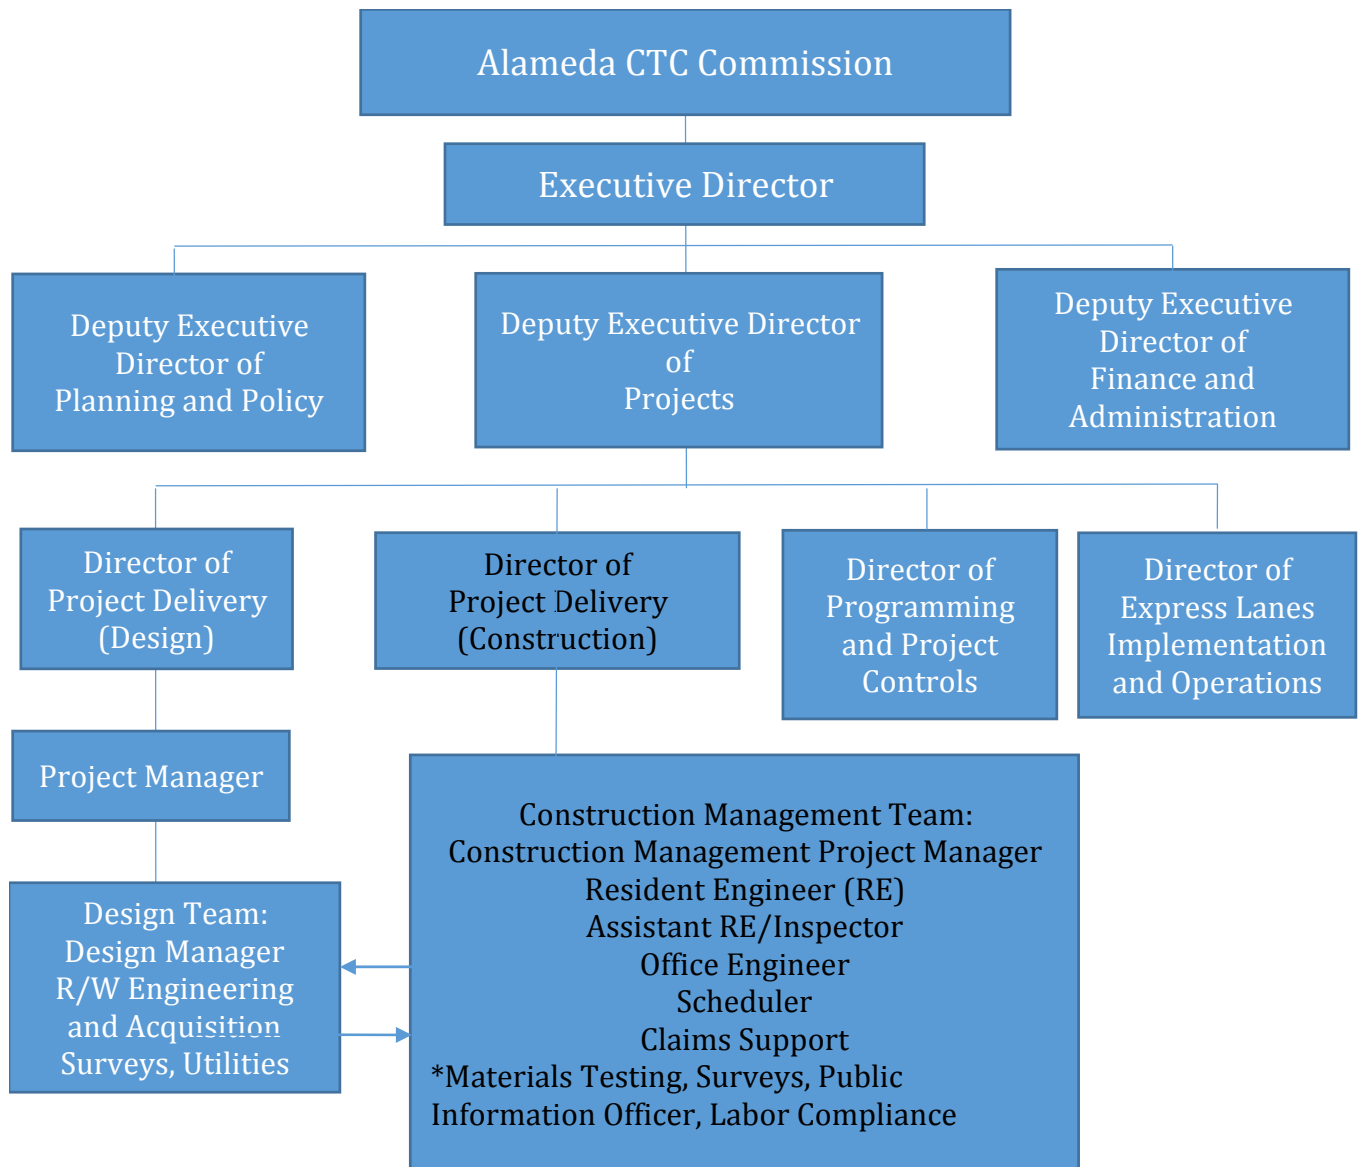 Alameda CTC Commission
Executive Director
Deputy Executive
Director of
Planning and Policy
Deputy Executive Director
of
Projects
Deputy Executive
Director of
Finance and
Administration
Director of
Project Delivery
(Design)
Director of
Project Delivery
(Construction)
Director of
Programming
and Project
Controls
Director of
Express Lanes
Implementation
and Operations
Project Manager
Design Team:
Design Manager
R/W Engineering
and Acquisition
Surveys, Utilities
Construction Management Team:
Construction Management Project Manager
Resident Engineer (RE)
Assistant RE/Inspector
Office Engineer
Scheduler
Claims Support
*Materials Testing, Surveys, Public
Information Officer, Labor Compliance